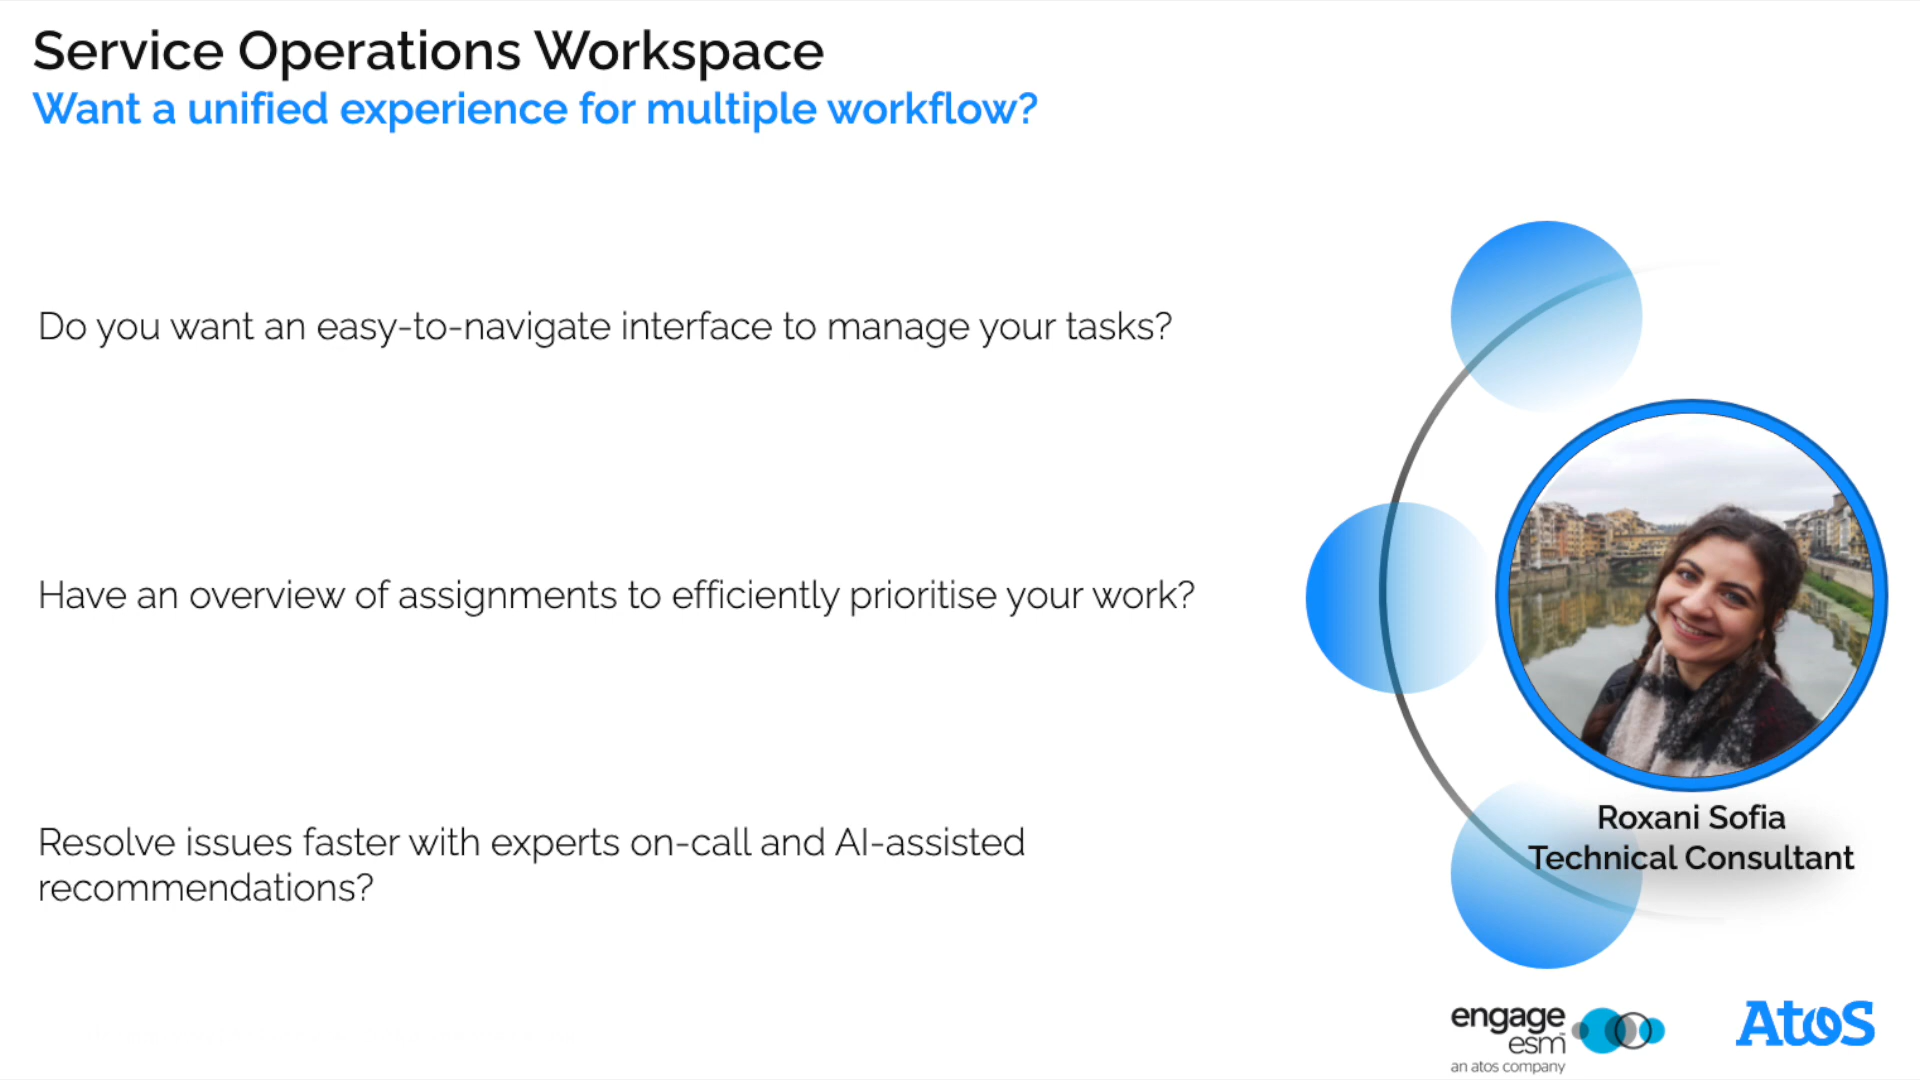 Service Operations Workspace
Want a unified experience for multiple workflow?
Do you want an easy-to-navigate interface to manage your tasks?
Have an overview of assignments to efficiently prioritise your work?
Resolve issues faster with experts on-call and AI-assisted
recommendations?
Roxani Sofia
Technical Consultant
engage
esm
an atos company
Atos